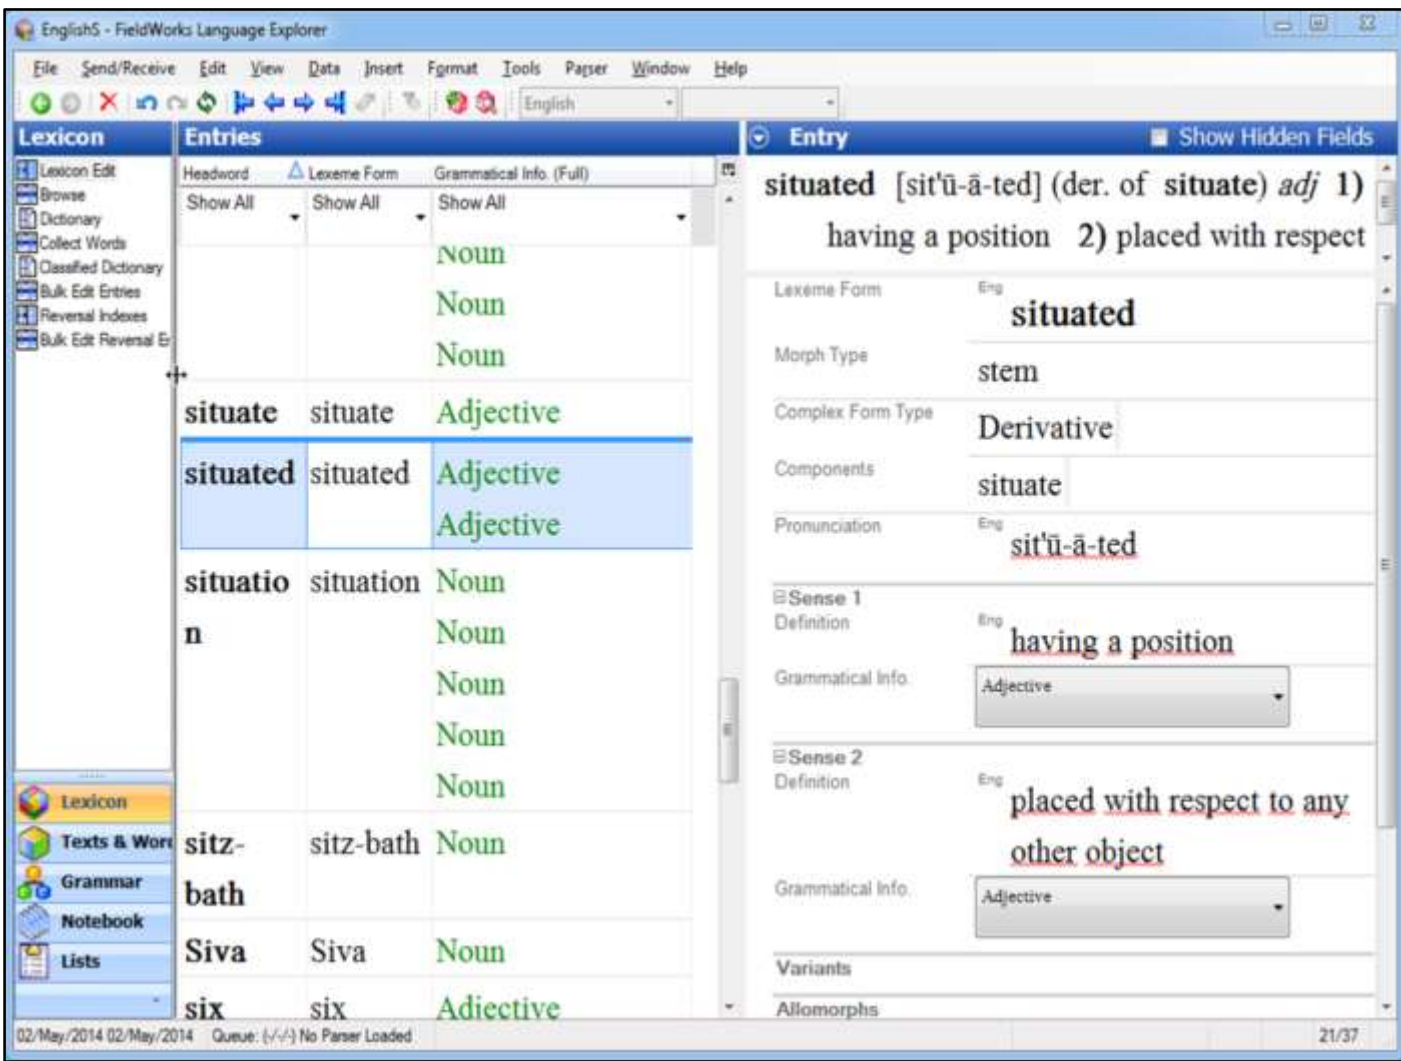 EnglishS - FieldWorks Language Explorer
File Send/Receive Edit View Data Insert Format Tools Parser Window Help
English
Lexicon
Lexicon Edit
Browse
Dictionary
Collect Words
Classified Dictionary
Bulk Edit Entries
Reversal Indexes
Bulk Edit Reversal Er
Lexicon
Texts & Word
Grammar
Notebook
Lists
Entries
Headword Lexeme Form Grammatical Info. (Full)
Show All Show All Show All
Noun
Noun
Noun
situate situate Adjective
situated situated Adjective
Adjective
situatio situation Noun
n Noun
Noun
Noun
Noun
sitz- sitz-bath Noun
bath
Siva Siva Noun
six six Adjective
Entry Show Hidden Fields
situated [sit'ū-ā-ted] (der. of situate) adj 1)
having a position 2) placed with respect
Lexeme Form Eng situated
Morph Type stem
Complex Form Type Derivative
Components situate
Pronunciation Eng sit'ū-ā-ted
Sense 1
Definition Eng having a position
Grammatical Info. Adjective
Sense 2
Definition Eng placed with respect to any
other object
Grammatical Info. Adjective
Variants
Allomorphs
02/May/2014 02/May/2014 Queue: (-/-/-) No Parser Loaded 21/37